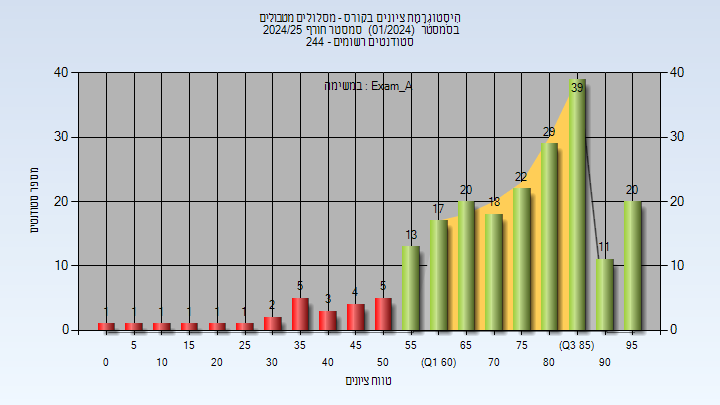 הִיסְטוֹגְרָמַת ציונים בקורס - מסלולים מטבולים
בסמסטר (01/2024) סמסטר חורף 2024/25
סטודנטים רשומים - 244
במשימה : Exam_A
מספר סטודנטים
40 40
30 30
20 20
10 10
0 0
1 1 1 1 1 1 2 5 3 4 5 13 17 20 18 22 29 39 11 20
5 15 25 35 45 55 65 75 (Q3 85) 95
0 10 20 30 40 50 (Q1 60) 70 80 90
טווח ציונים